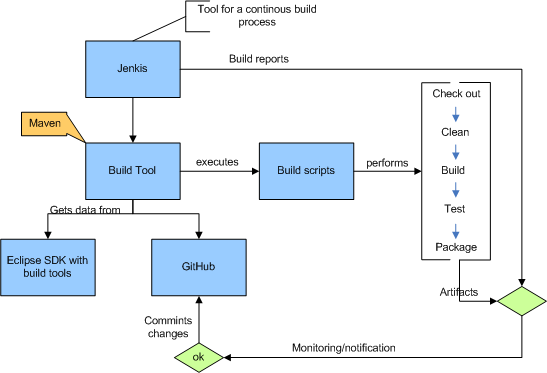 Tool for a continous build
process
Jenkis
Build reports
Check out
Maven
Clean
Build Tool
executes
Build scripts
performs
Build
Test
Gets data from
Package
Eclipse SDK with
build tools
GitHub
Artifacts
Commints
changes
Monitoring/notification
ok